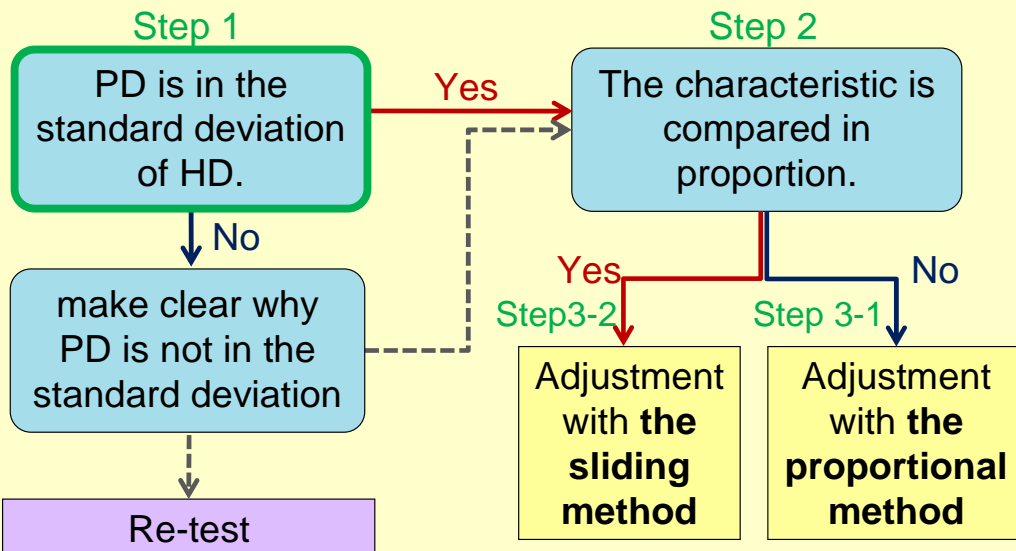 Step 1
PD is in the
standard deviation
of HD.
Yes
Step 2
The characteristic is
compared in
proportion.
No
make clear why
PD is not in the
standard deviation
Re-test
Yes
Step3-2
Adjustment
with the
sliding
method
No
Step 3-1
Adjustment
with the
proportional
method